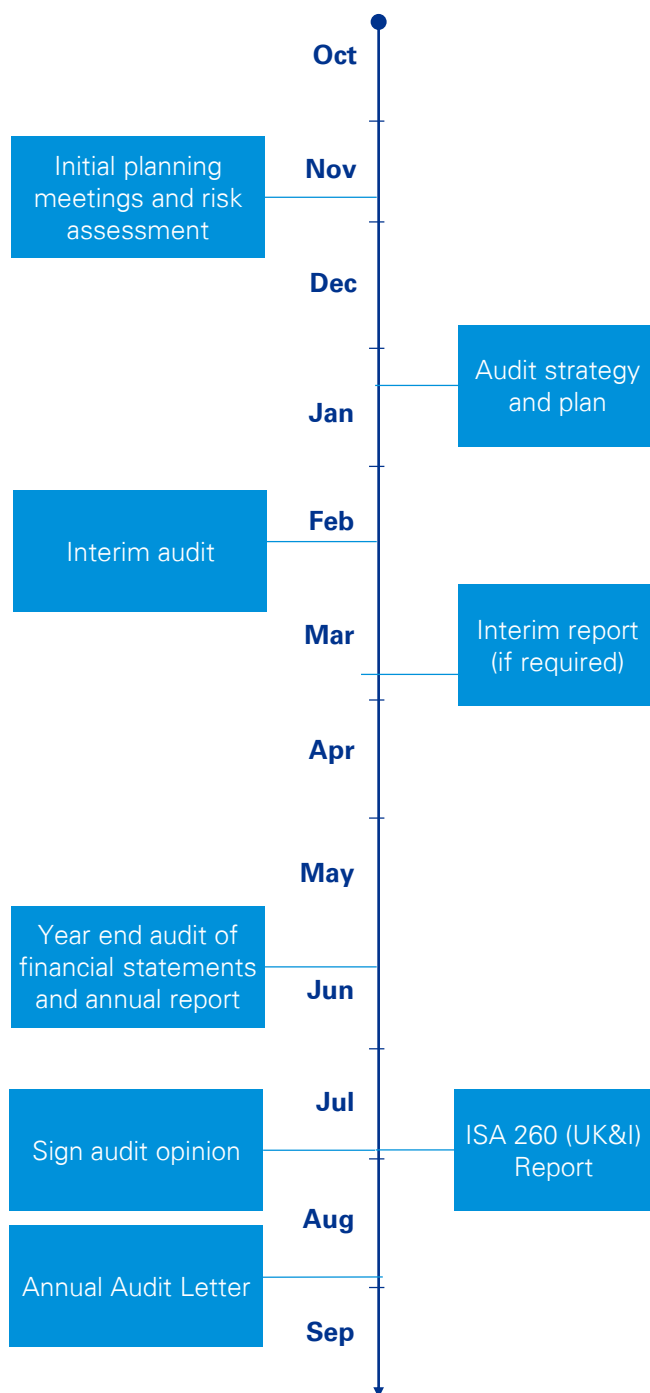 Oct
Initial planning
meetings and risk
assessment
Nov
Dec
Audit strategy
and plan
Jan
Feb
Interim audit
Interim report
(if required)
Mar
Apr
May
Year end audit of
financial statements
and annual report
Jun
Jul
Sign audit opinion
ISA 260 (UK&I)
Report
Aug
Annual Audit Letter
Sep